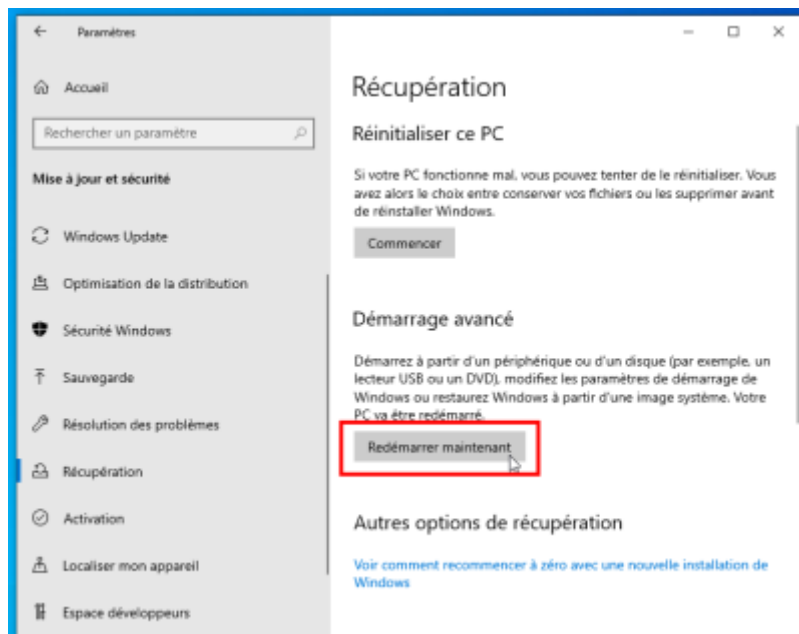 Paramètres
Accueil
Rechercher un paramètre
Mise à jour et sécurité
Windows Update
Optimisation de la distribution
Sécurité Windows
Sauvegarde
Résolution des problèmes
Récupération
Activation
Localiser mon appareil
Espace développeurs
Récupération
Réinitialiser ce PC
Si votre PC fonctionne mal, vous pouvez tenter de le réinitialiser. Vous
avez alors le choix entre conserver vos fichiers ou les supprimer avant
de réinstaller Windows.
Commencer
Démarrage avancé
Démarrez à partir d'un périphérique ou d'un disque (par exemple, un
lecteur USB ou un DVD), modifiez les paramètres de démarrage de
Windows ou restaurez Windows à partir d'une image système. Votre
PC va être redémarré.
Redémarrer maintenant
Autres options de récupération
Voir comment recommencer à zéro avec une nouvelle installation de
Windows